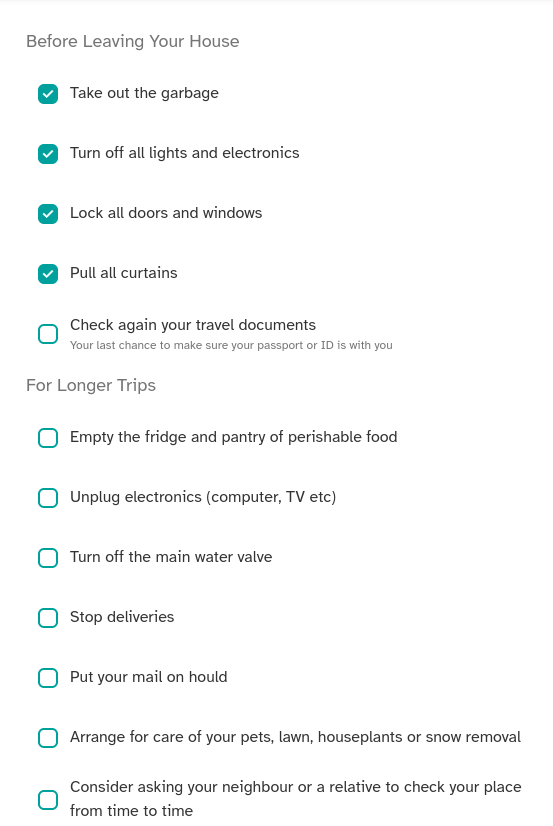 Before Leaving Your House
Take out the garbage
Turn off all lights and electronics
Lock all doors and windows
Pull all curtains
Check again your travel documents
Your last chance to make sure your passport or ID is with you
For Longer Trips
Empty the fridge and pantry of perishable food
Unplug electronics (computer, TV etc)
Turn off the main water valve
Stop deliveries
Put your mail on hould
Arrange for care of your pets, lawn, houseplants or snow removal
Consider asking your neighbour or a relative to check your place
from time to time